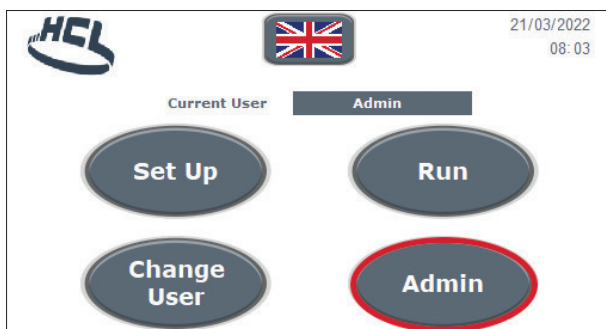 HCL
21/03/2022
08:03
Current User Admin
Set Up
Run
Change
User
Admin